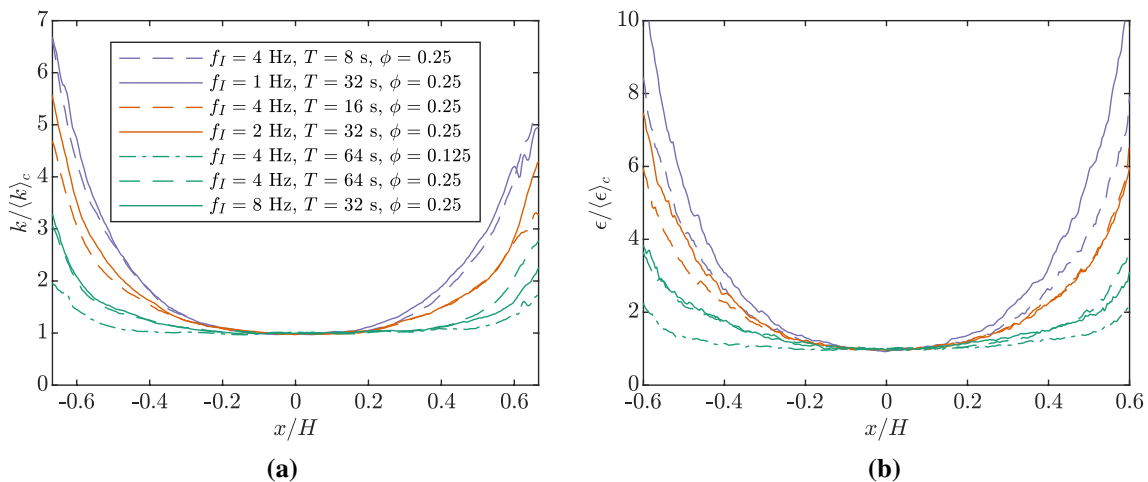 7
6
5
4
3
2
1
0
k/⟨k⟩_c
f_I = 4 Hz, T = 8 s, ϕ = 0.25
f_I = 1 Hz, T = 32 s, ϕ = 0.25
f_I = 4 Hz, T = 16 s, ϕ = 0.25
f_I = 2 Hz, T = 32 s, ϕ = 0.25
f_I = 4 Hz, T = 64 s, ϕ = 0.125
f_I = 4 Hz, T = 64 s, ϕ = 0.25
f_I = 8 Hz, T = 32 s, ϕ = 0.25
-0.6 -0.4 -0.2 0 0.2 0.4 0.6
x/H
(a)
10
8
6
4
2
0
ϵ/⟨ϵ⟩_c
-0.6 -0.4 -0.2 0 0.2 0.4 0.6
x/H
(b)